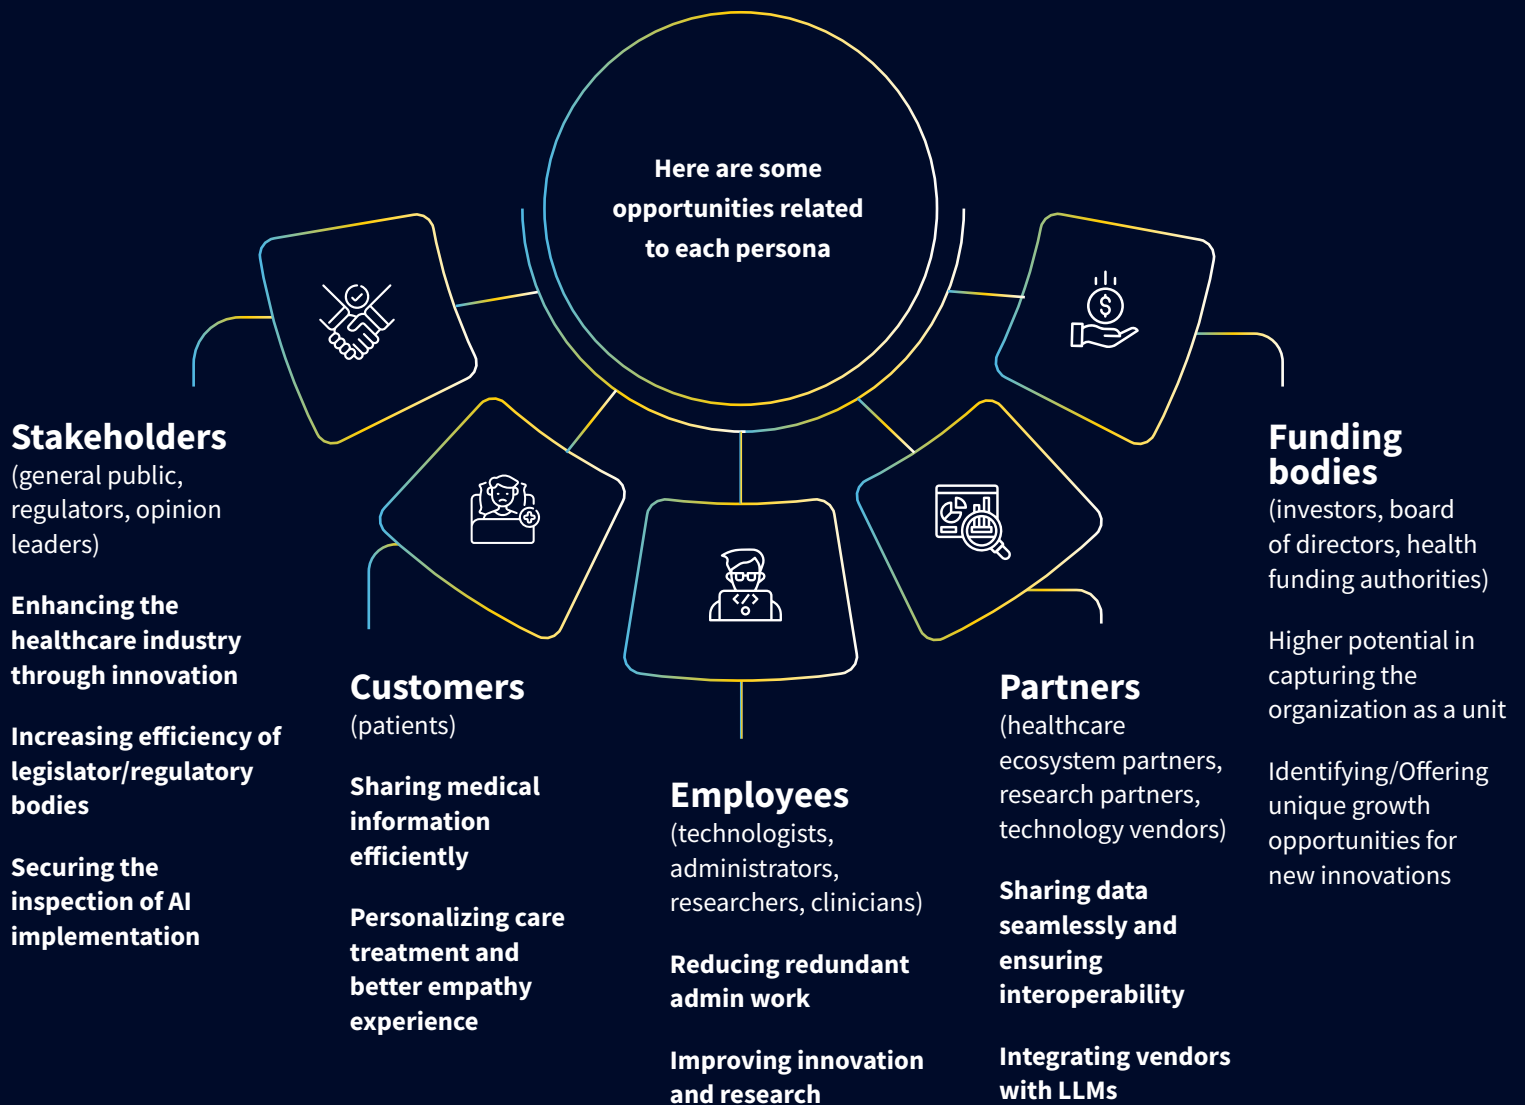 Here are some
opportunities related
to each persona
Stakeholders
(general public,
regulators, opinion
leaders)
Enhancing the
healthcare industry
through innovation
Increasing efficiency of
legislator/regulatory
bodies
Securing the
inspection of AI
implementation
Customers
(patients)
Sharing medical
information
efficiently
Personalizing care
treatment and
better empathy
experience
Employees
(technologists,
administrators,
researchers, clinicians)
Reducing redundant
admin work
Improving innovation
and research
Partners
(healthcare
ecosystem partners,
research partners,
technology vendors)
Sharing data
seamlessly and
ensuring
interoperability
Integrating vendors
with LLMs
Funding
bodies
(investors, board
of directors, health
funding authorities)
Higher potential in
capturing the
organization as a unit
Identifying/Offering
unique growth
opportunities for
new innovations